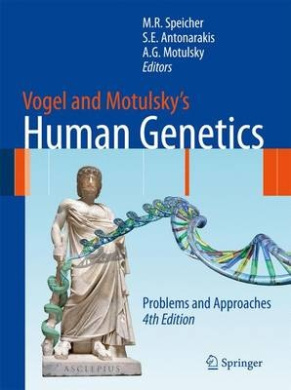 M.R. Speicher
S.E. Antonarakis
A.G. Motulsky
Editors
Vogel and Motulsky's
Human Genetics
Problems and Approaches
4th Edition
ASCLEPIUS
Springer